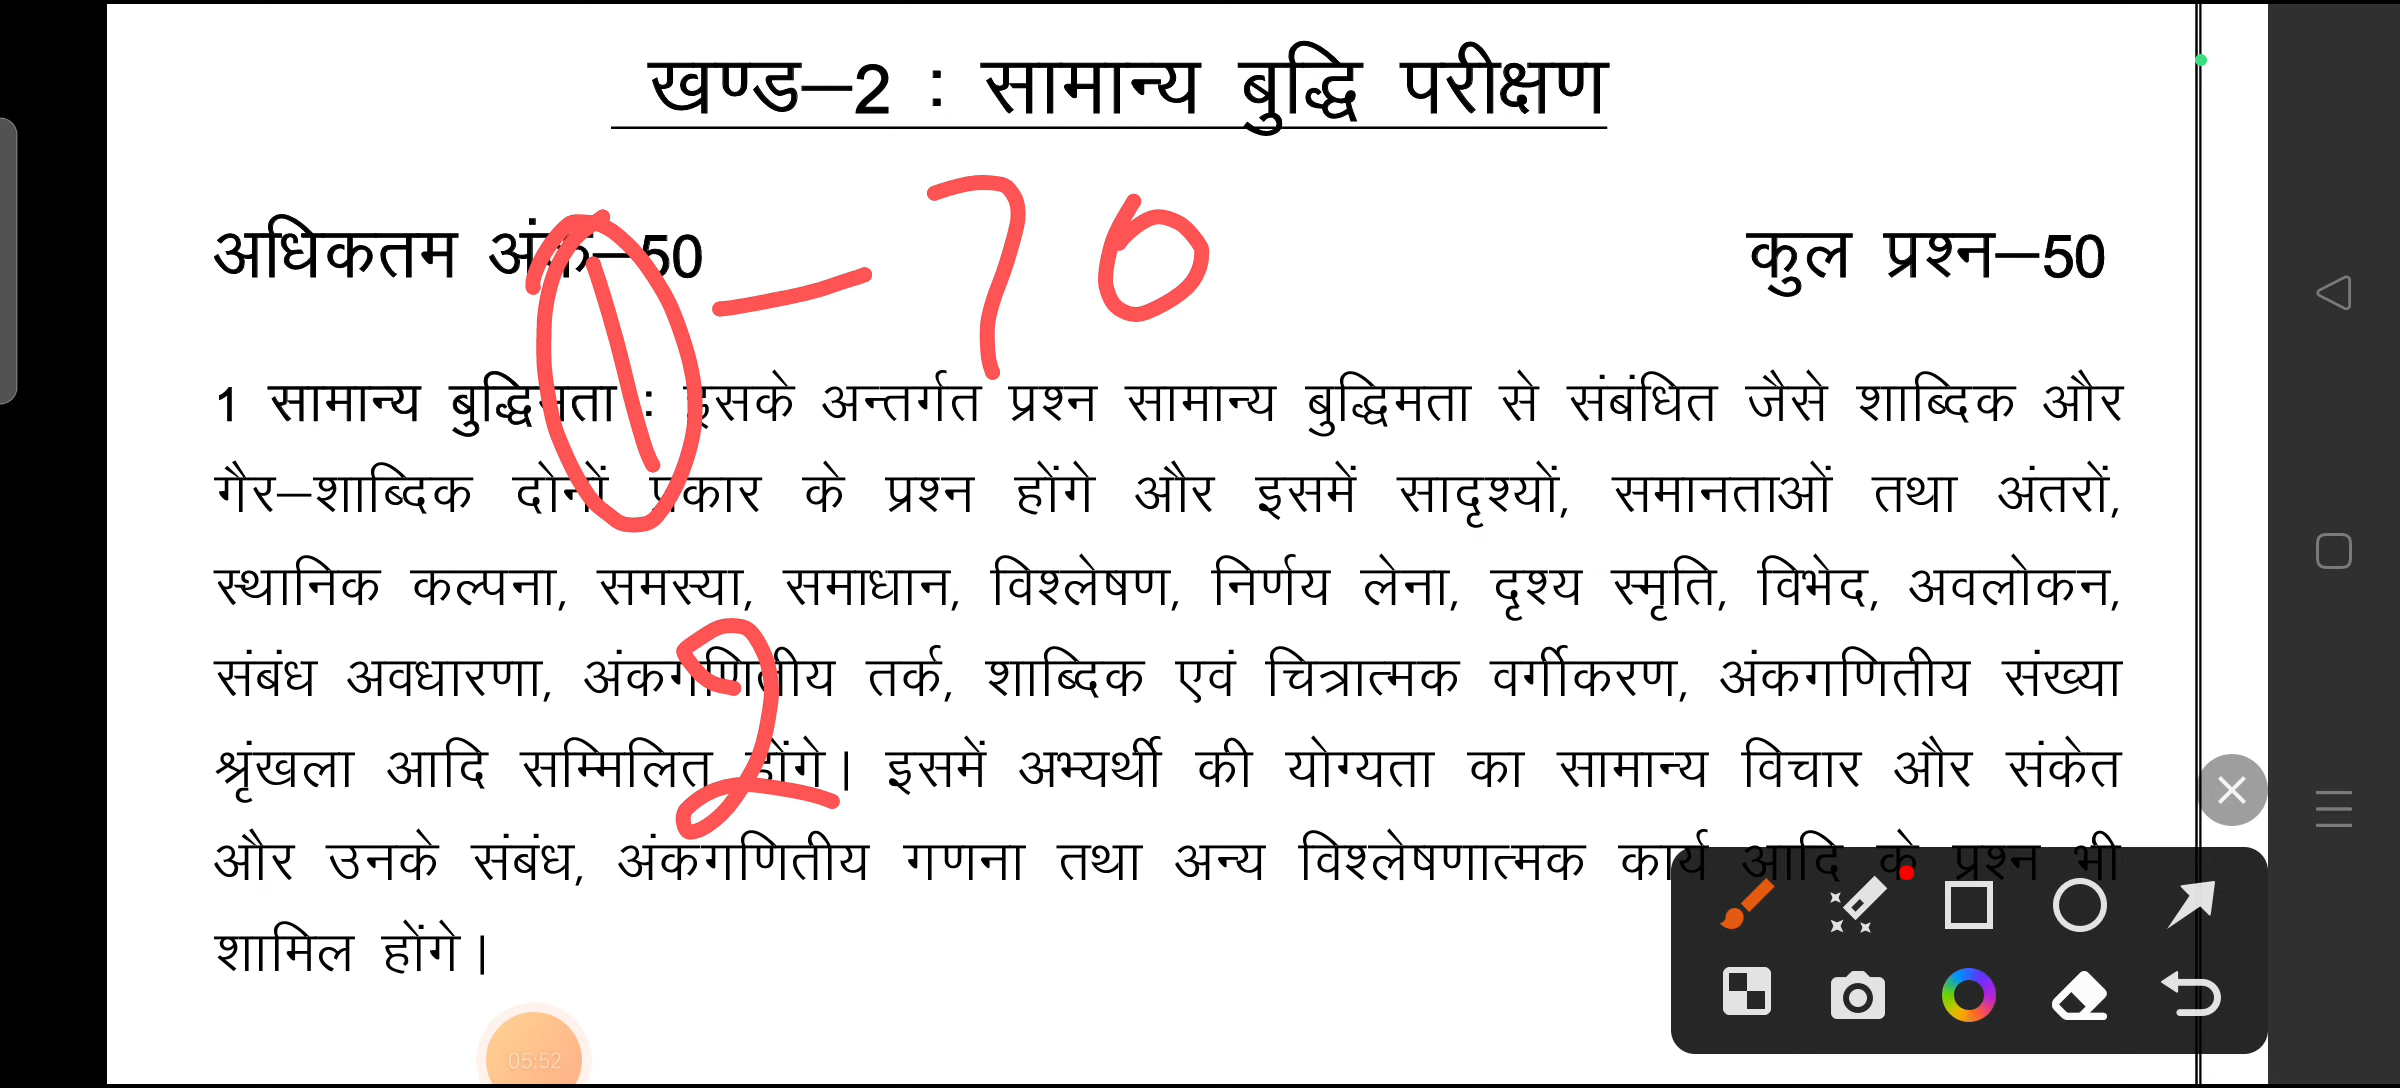 खण्ड–2 : सामान्य बुद्धि परीक्षण
अधिकतम अंक–50 कुल प्रश्न–50
1 – 70
1 सामान्य बुद्धिमता : इसके अन्तर्गत प्रश्न सामान्य बुद्धिमता से संबंधित जैसे शाब्दिक और
गैर–शाब्दिक दोनों प्रकार के प्रश्न होंगे और इसमें सादृश्यों, समानताओं तथा अंतरों,
स्थानिक कल्पना, समस्या, समाधान, विश्लेषण, निर्णय लेना, दृश्य स्मृति, विभेद, अवलोकन,
संबंध अवधारणा, अंकगणितीय तर्क, शाब्दिक एवं चित्रात्मक वर्गीकरण, अंकगणितीय संख्या
2
श्रृंखला आदि सम्मिलित होंगे। इसमें अभ्यर्थी की योग्यता का सामान्य विचार और संकेत
और उनके संबंध, अंकगणितीय गणना तथा अन्य विश्लेषणात्मक कार्य आदि के प्रश्न भी
शामिल होंगे।
05:52